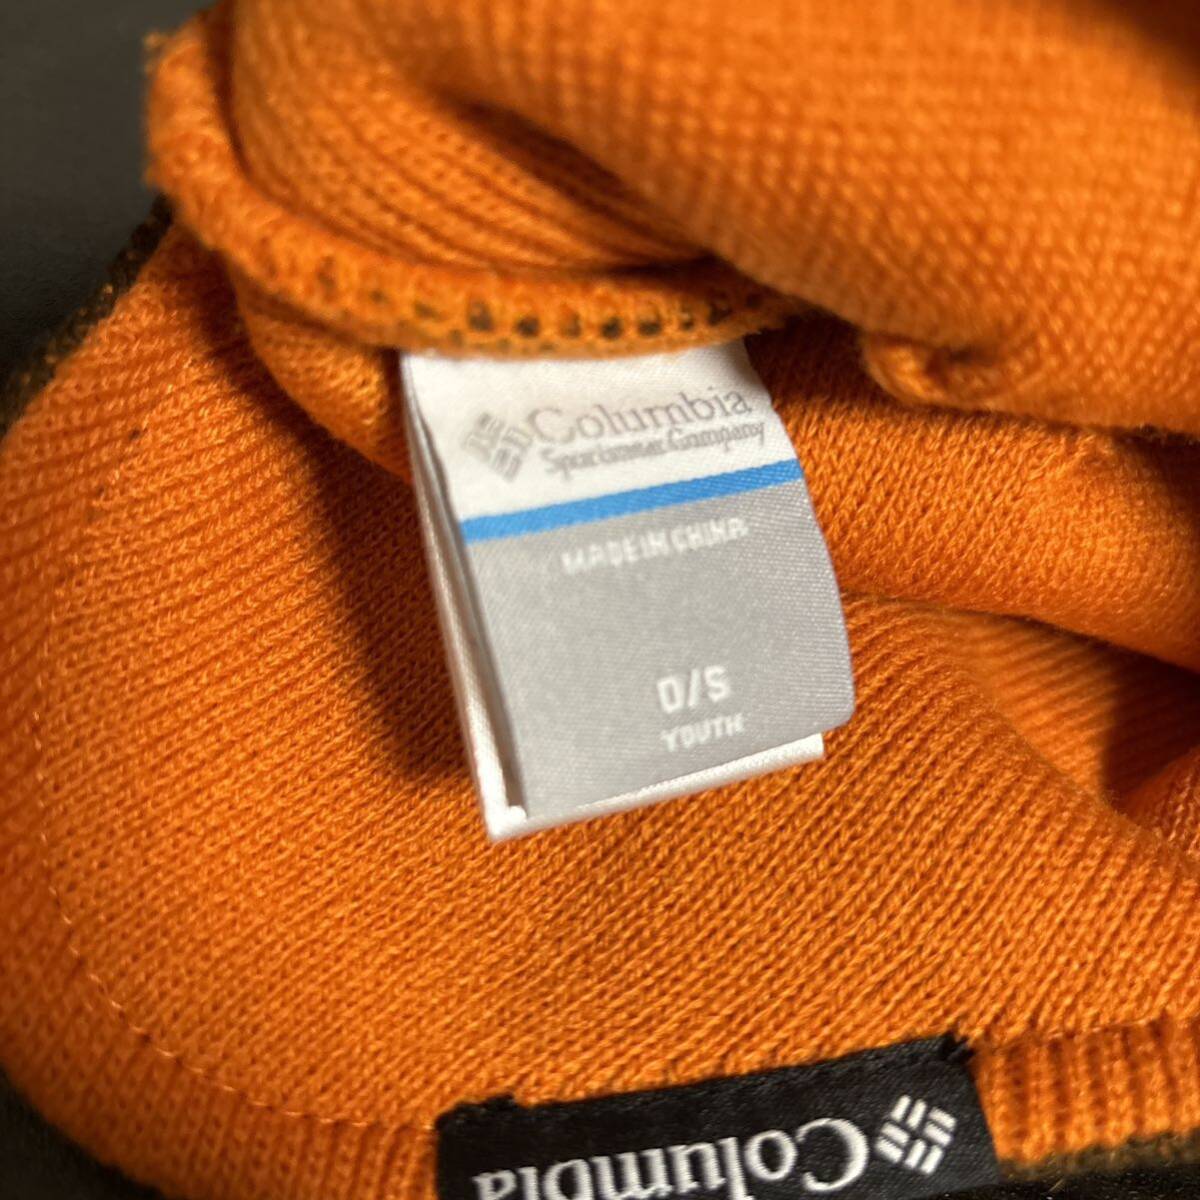 Columbia
Sportswear Company
MADE IN CHINA
O/S
YOUTH
Columbia